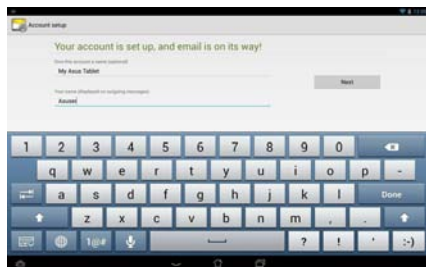 Account setup
Your account is set up, and email is on its way!
Give this account a name (optional)
My Asus Tablet
Next
Your name (displayed on outgoing messages)
Asuser
1 2 3 4 5 6 7 8 9 0
q w e r t y u i o p -
a s d f g h j k l Done
z x c v b n m , .
1@# ? ! ' :-)